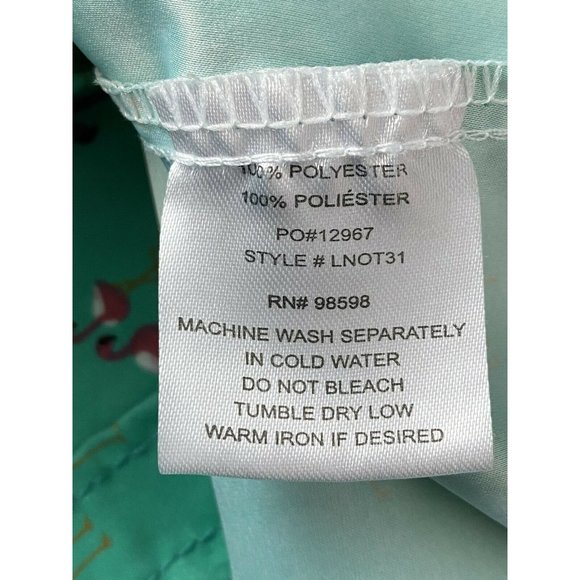 100% POLYESTER
100% POLIÉSTER
PO#12967
STYLE # LNOT31
RN# 98598
MACHINE WASH SEPARATELY
IN COLD WATER
DO NOT BLEACH
TUMBLE DRY LOW
WARM IRON IF DESIRED